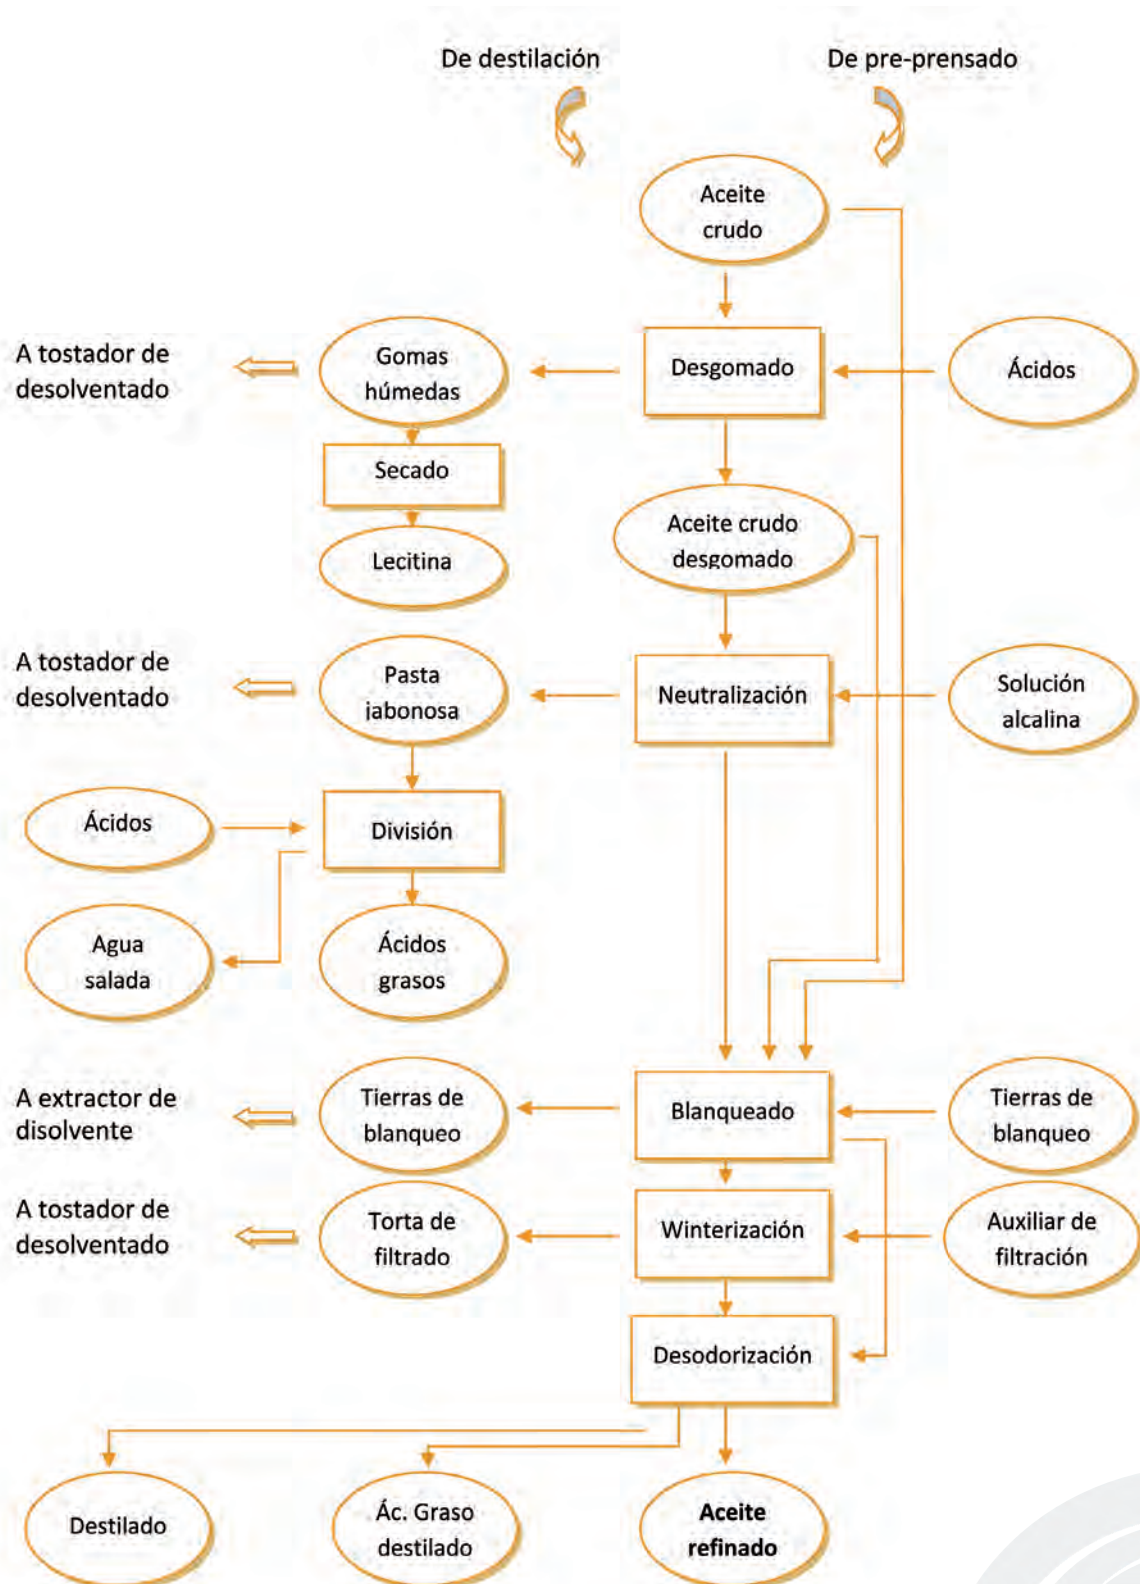 De destilación
De pre-prensado
Aceite
crudo
A tostador de
desolventado
Gomas
húmedas
Desgomado
Ácidos
Secado
Aceite crudo
desgomado
Lecitina
A tostador de
desolventado
Pasta
jabonosa
Neutralización
Solución
alcalina
Ácidos
División
Agua
salada
Ácidos
grasos
A extractor de
disolvente
Tierras de
blanqueo
Blanqueado
Tierras de
blanqueo
A tostador de
desolventado
Torta de
filtrado
Winterización
Auxiliar de
filtración
Desodorización
Destilado
Ác. Graso
destilado
Aceite
refinado